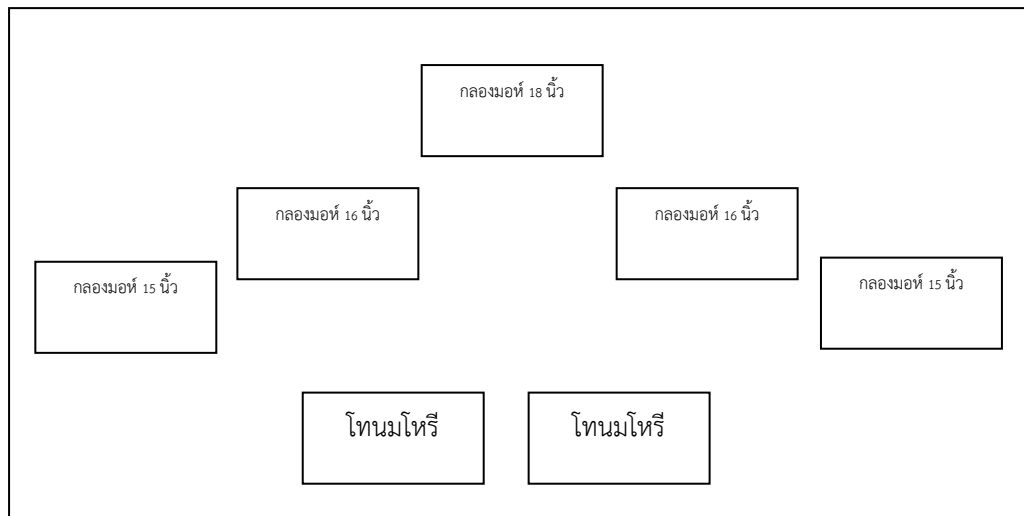 กลองมอห์ 18 นิ้ว
กลองมอห์ 16 นิ้ว
กลองมอห์ 16 นิ้ว
กลองมอห์ 15 นิ้ว
กลองมอห์ 15 นิ้ว
โทนมโหรี
โทนมโหรี